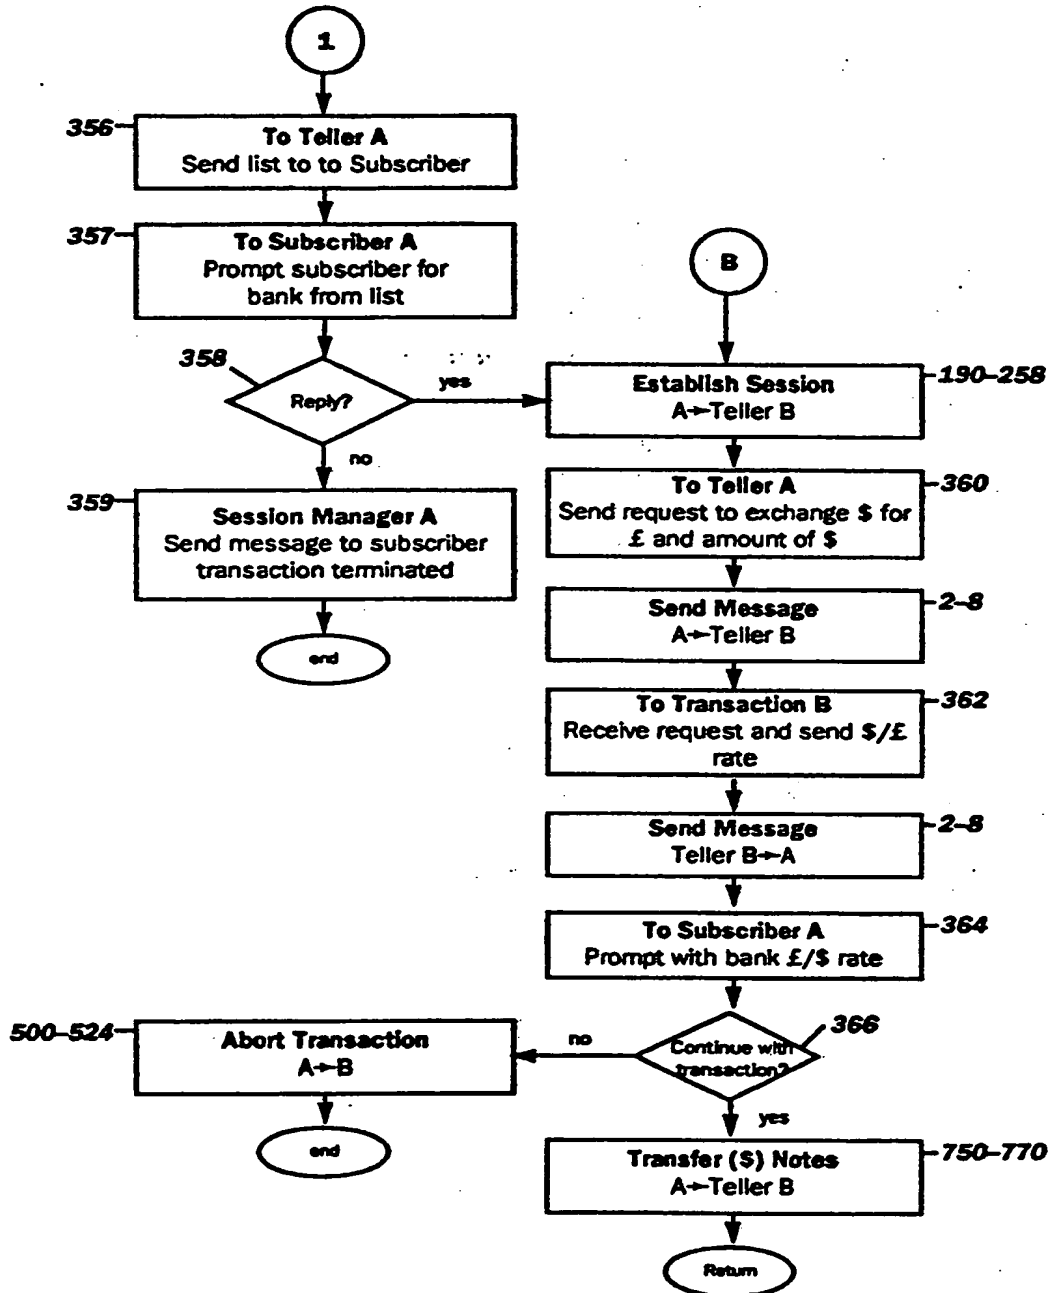 1
356
To Teller A
Send list to to Subscriber
357
To Subscriber A
Prompt subscriber for
bank from list
358
Reply?
yes
no
359
Session Manager A
Send message to subscriber
transaction terminated
end
B
190-258
Establish Session
A→Teller B
360
To Teller A
Send request to exchange $ for
£ and amount of $
2-8
Send Message
A→Teller B
362
To Transaction B
Receive request and send $/£
rate
2-8
Send Message
Teller B→A
364
To Subscriber A
Prompt with bank £/$ rate
366
Continue with
transaction?
no
500-524
Abort Transaction
A→B
end
yes
750-770
Transfer ($) Notes
A→Teller B
Return